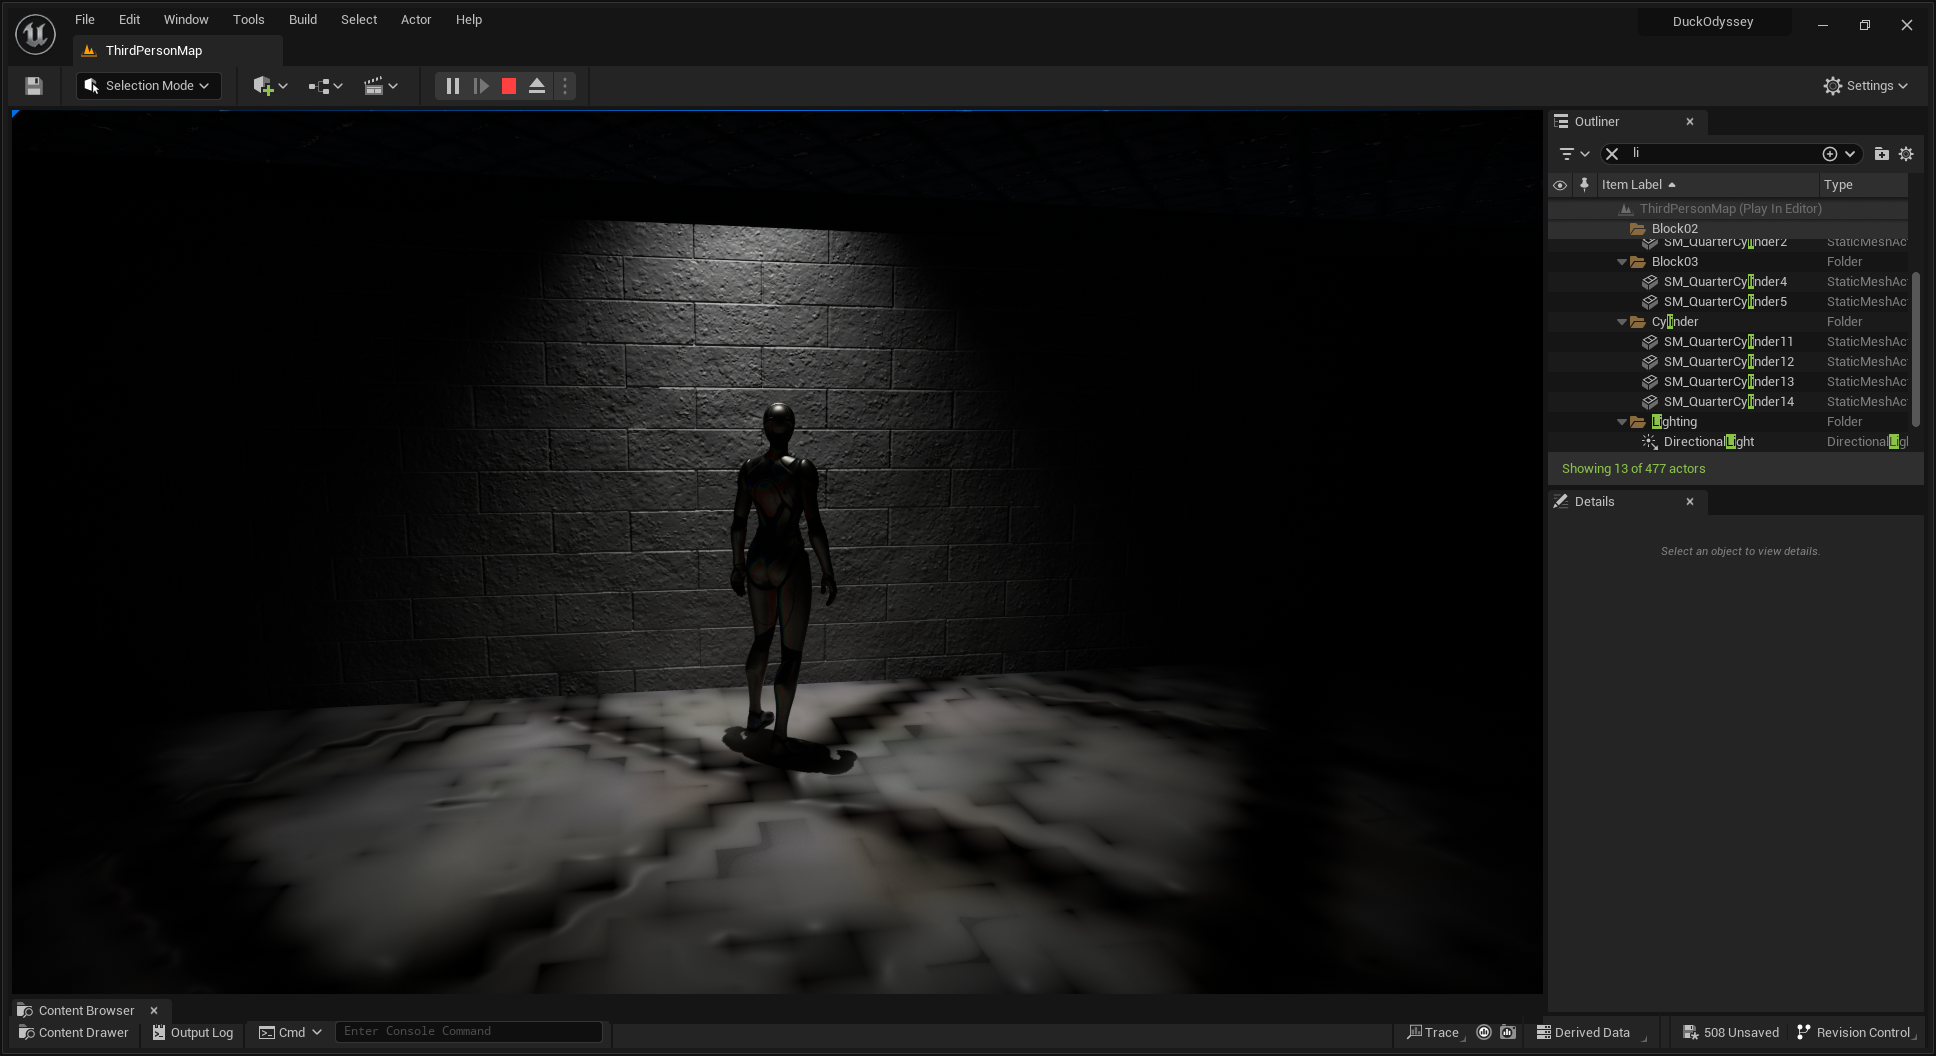 File Edit Window Tools Build Select Actor Help
DuckOdyssey
ThirdPersonMap
Selection Mode
Settings
Outliner
li
Item Label Type
ThirdPersonMap (Play In Editor)
Block02
SM_QuarterCylinder2 StaticMeshAc
Block03 Folder
SM_QuarterCylinder4 StaticMeshAc
SM_QuarterCylinder5 StaticMeshAc
Cylinder Folder
SM_QuarterCylinder11 StaticMeshAc
SM_QuarterCylinder12 StaticMeshAc
SM_QuarterCylinder13 StaticMeshAc
SM_QuarterCylinder14 StaticMeshAc
Lighting Folder
DirectionalLight DirectionalLigl
Showing 13 of 477 actors
Details
Select an object to view details.
Content Browser
Content Drawer Output Log Cmd Enter Console Command Trace Derived Data 508 Unsaved Revision Control